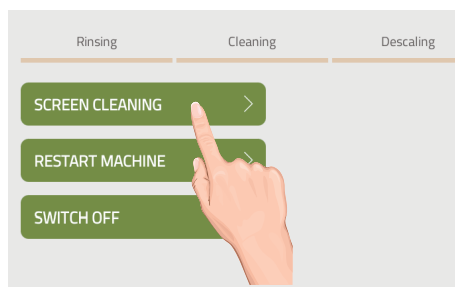 Rinsing
Cleaning
Descaling
SCREEN CLEANING
RESTART MACHINE
SWITCH OFF